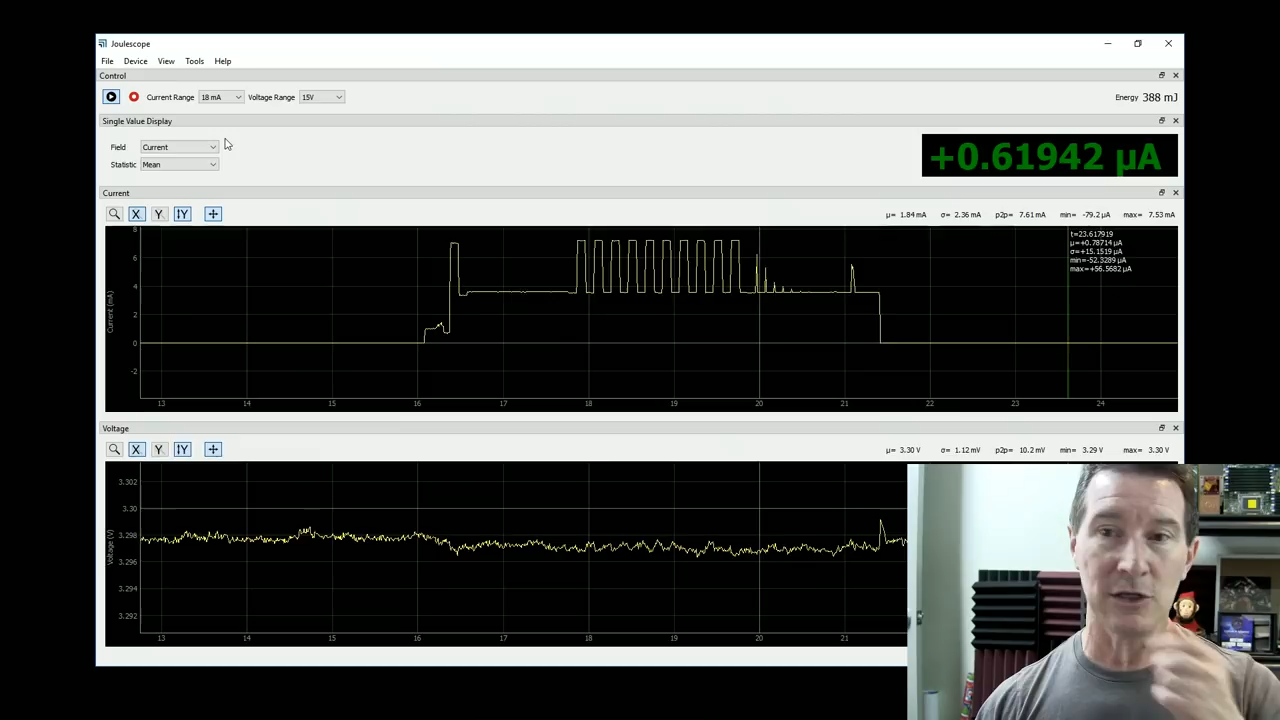 Joulescope
File Device View Tools Help
Control
Current Range 18 mA Voltage Range 15V Energy 388 mJ
Single Value Display
Field Current
Statistic Mean
+0.61942 µA
Current
X Y ↕Y µ= 1.84 mA σ= 2.36 mA p2p= 7.61 mA min= -79.2 µA max= 7.53 mA
t=23.617919
µ=+0.78714 µA
σ=+15.1519 µA
min=-52.3289 µA
max=+56.5682 µA
Current (mA)
8
6
4
2
0
-2
13 14 15 16 17 18 19 20 21 22 23 24
Voltage
X Y ↕Y µ= 3.30 V σ= 1.12 mV p2p= 10.2 mV min= 3.29 V max= 3.30 V
Voltage (V)
3.302
3.30
3.298
3.296
3.294
3.292
13 14 15 16 17 18 19 20 21